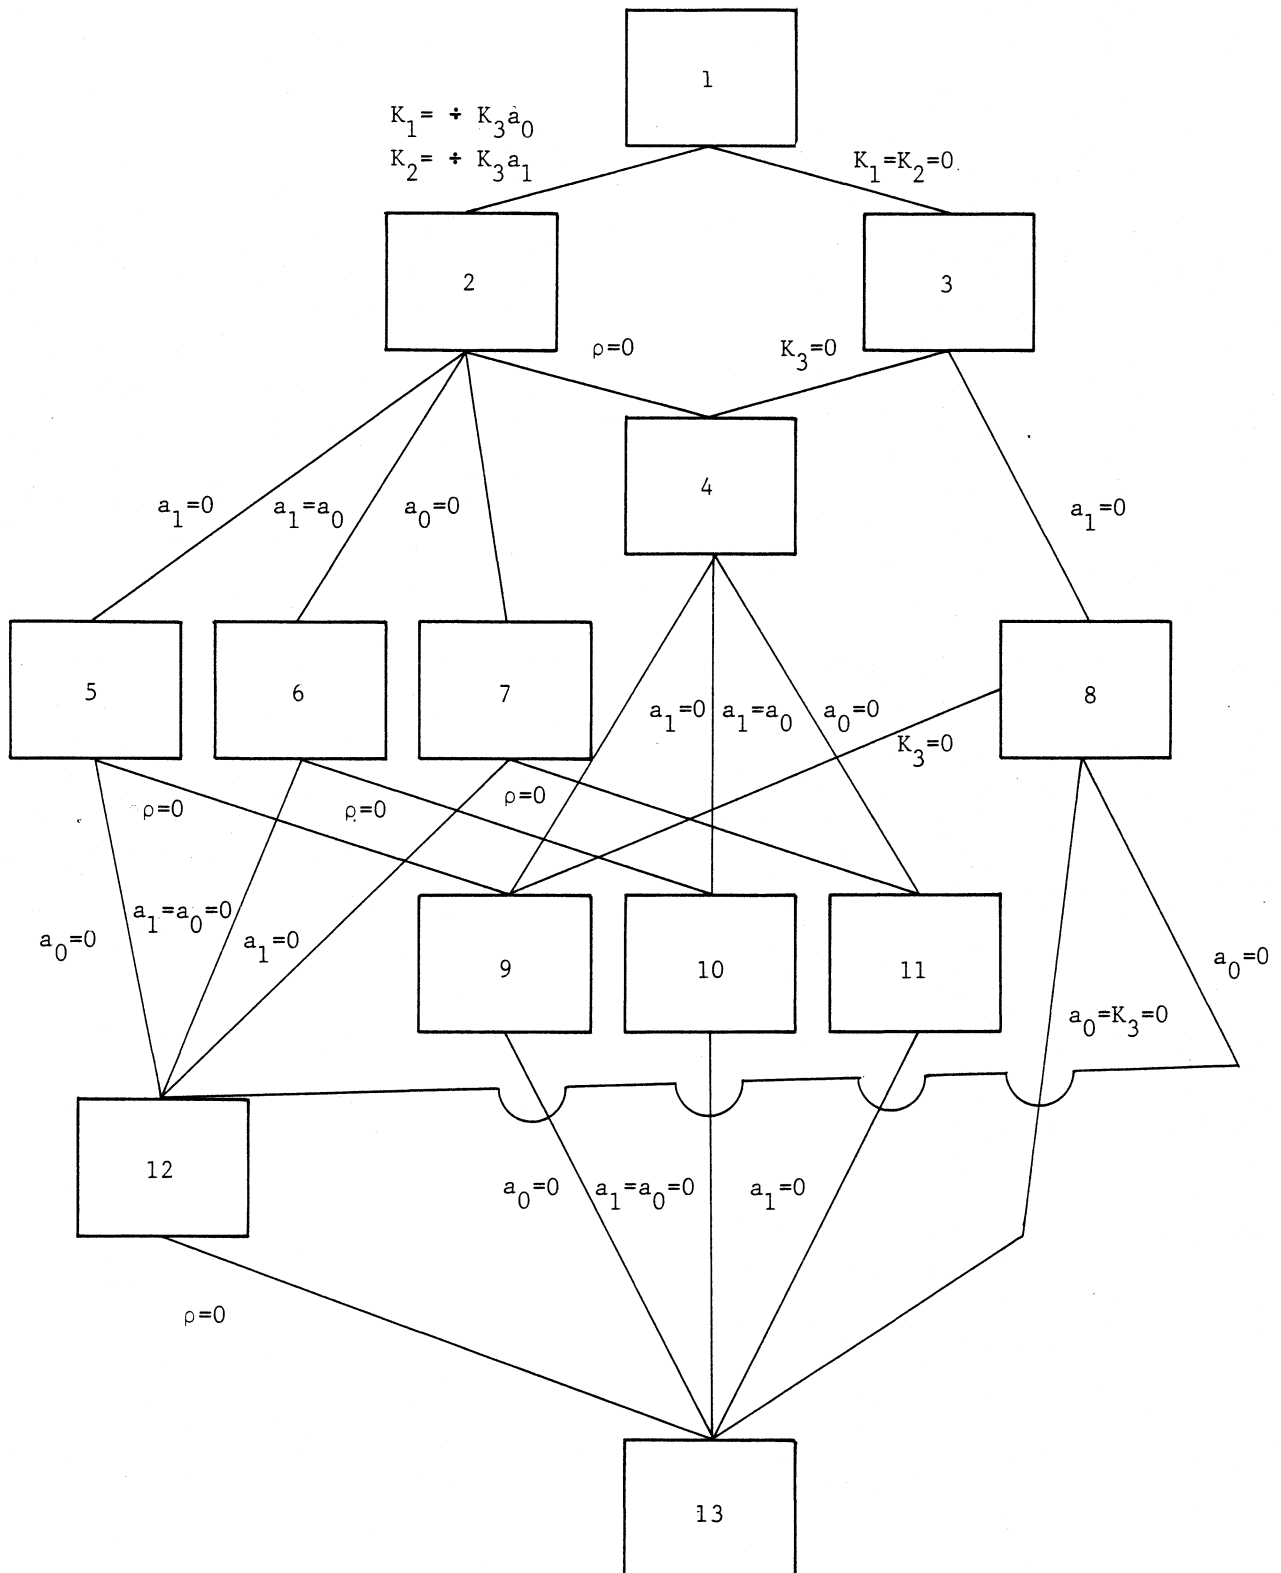 1
K₁= ÷ K₃a₀
K₂= ÷ K₃a₁
K₁=K₂=0
2
3
ρ=0
K₃=0
4
a₁=0
a₁=a₀
a₀=0
a₁=0
5
6
7
8
a₁=0
a₁=a₀
a₀=0
K₃=0
ρ=0
ρ=0
ρ=0
a₀=0
a₁=a₀=0
a₁=0
9
10
11
a₀=0
a₀=K₃=0
12
a₀=0
a₁=a₀=0
a₁=0
ρ=0
13